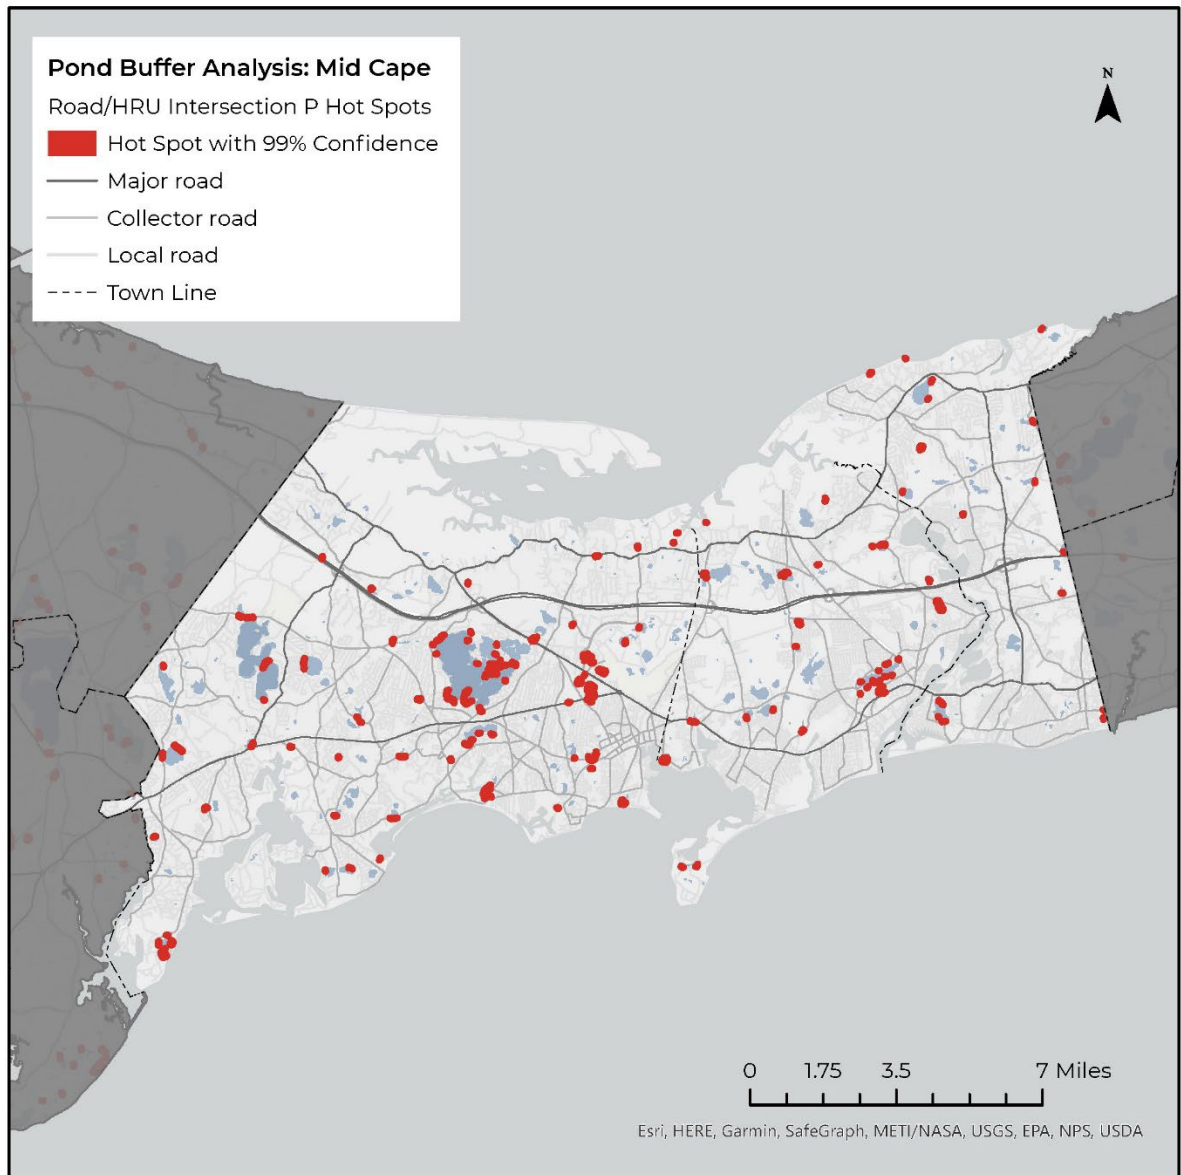 Pond Buffer Analysis: Mid Cape
Road/HRU Intersection P Hot Spots
Hot Spot with 99% Confidence
Major road
Collector road
Local road
Town Line
N
0 1.75 3.5 7 Miles
Esri, HERE, Garmin, SafeGraph, METI/NASA, USGS, EPA, NPS, USDA